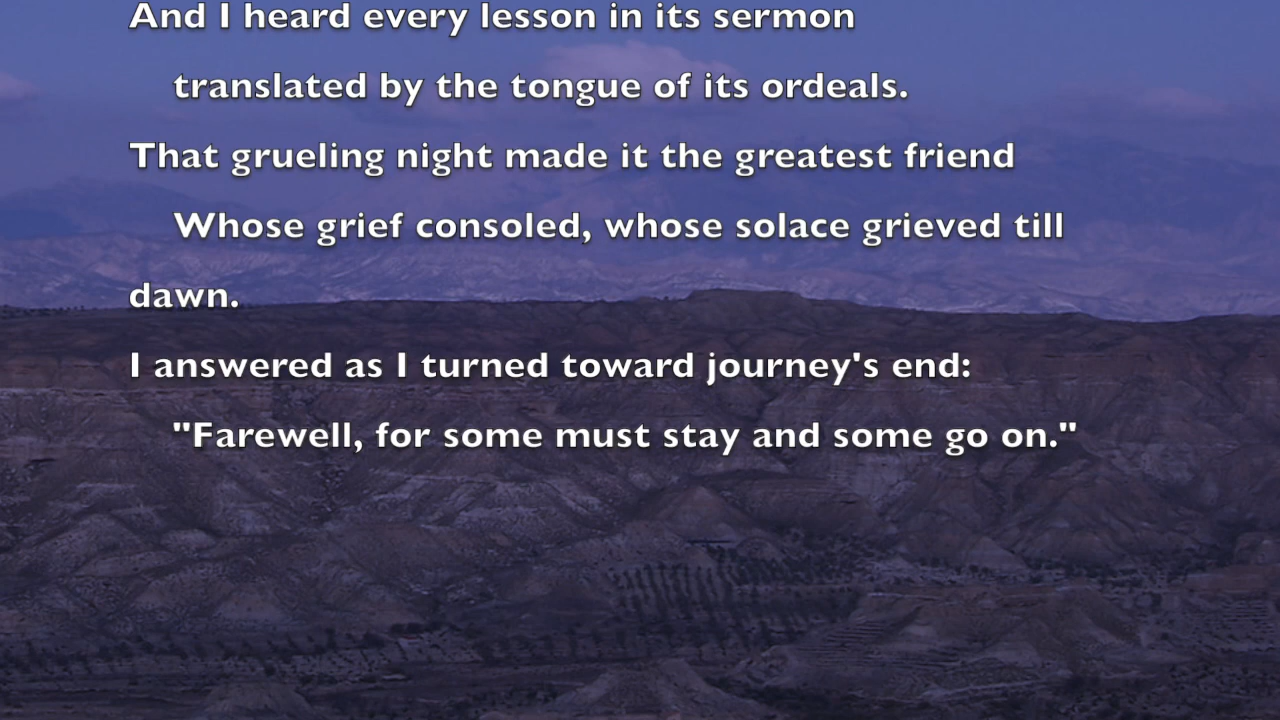 And I heard every lesson in its sermon
translated by the tongue of its ordeals.
That grueling night made it the greatest friend
Whose grief consoled, whose solace grieved till
dawn.
I answered as I turned toward journey's end:
"Farewell, for some must stay and some go on."